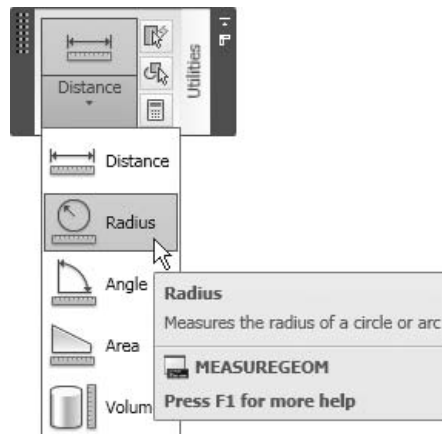 Distance
Utilities
Distance
Radius
Angle
Radius
Measures the radius of a circle or arc
Area
MEASUREGEOM
Volum
Press F1 for more help